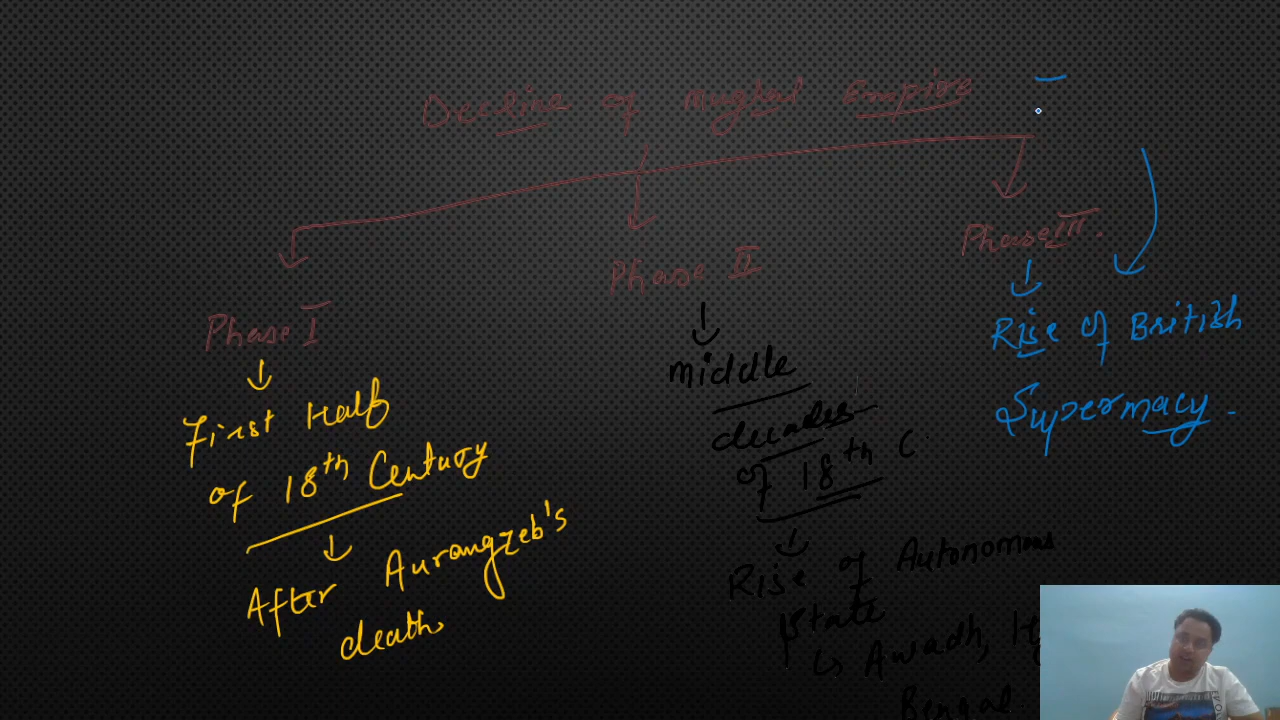 Decline of Mughal Empire
Phase I
First Half
of 18th Century
After Aurangzeb's
death
Phase II
middle
decades
of 18th C
Rise of Autonomous
State
Awadh,
Bengal.
Phase III.
Rise of British
Supermacy.